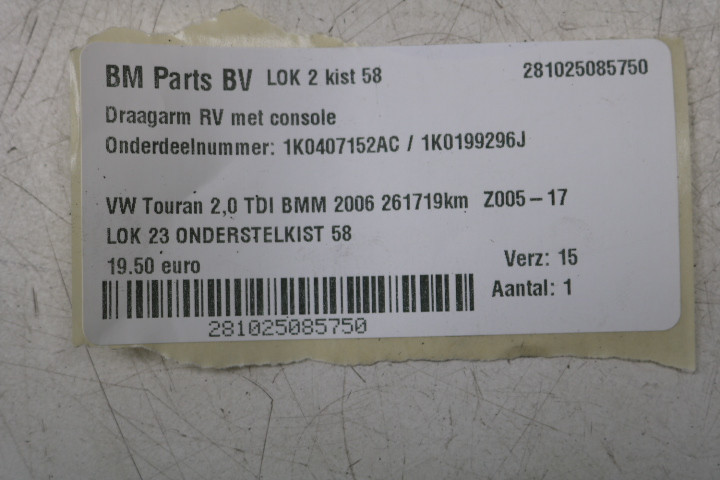 BM Parts BV LOK 2 kist 58 281025085750
Draagarm RV met console
Onderdeelnummer: 1K0407152AC / 1K0199296J
VW Touran 2,0 TDI BMM 2006 261719km Z005-17
LOK 23 ONDERSTELKIST 58
19.50 euro Verz: 15
Aantal: 1
281025085750